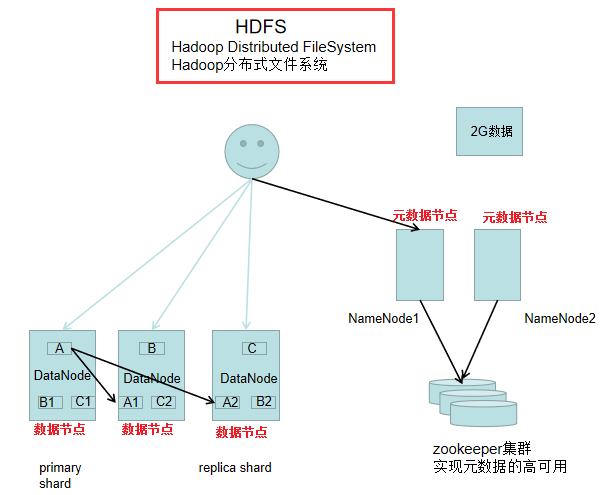 HDFS
Hadoop Distributed FileSystem
Hadoop分布式文件系统
2G数据
元数据节点
元数据节点
NameNode1
NameNode2
A
B
C
DataNode
DataNode
DataNode
B1
C1
A1
C2
A2
B2
数据节点
数据节点
数据节点
primary
shard
replica shard
zookeeper集群
实现元数据的高可用